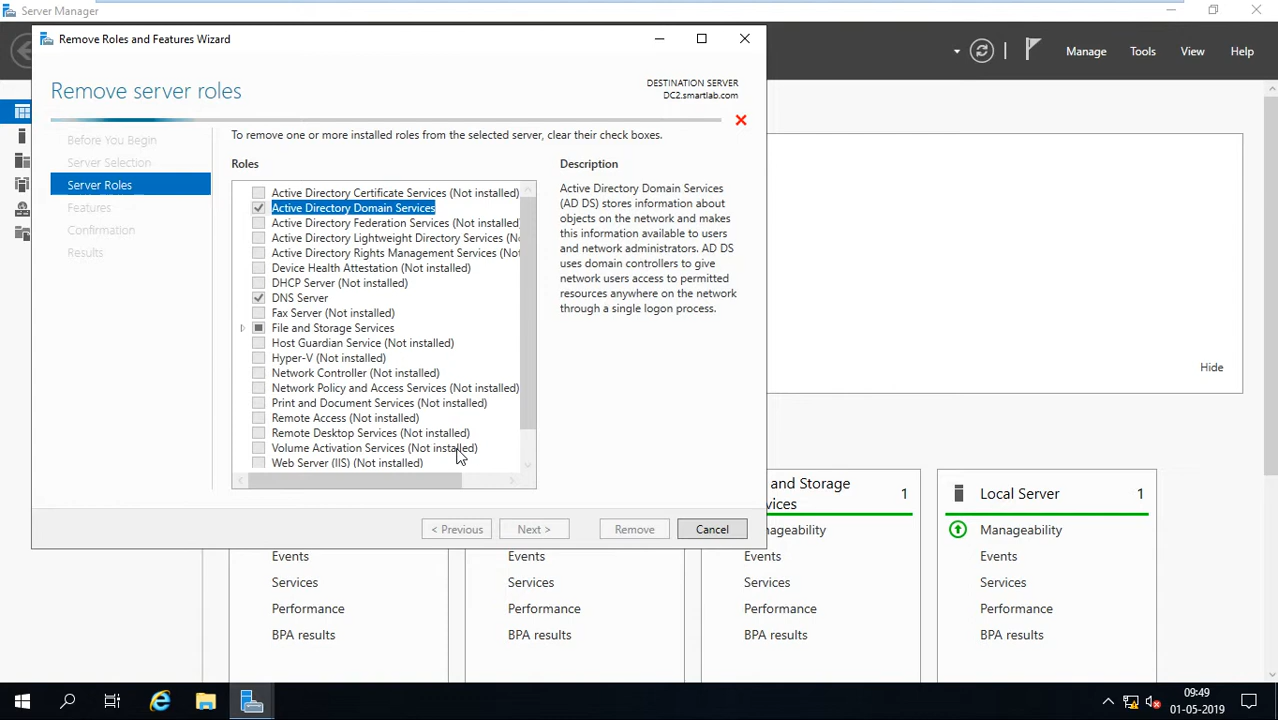 Server Manager
Remove Roles and Features Wizard
Manage
Tools
View
Help
Remove server roles
DESTINATION SERVER
DC2.smartlab.com
Before You Begin
Server Selection
Server Roles
Features
Confirmation
Results
To remove one or more installed roles from the selected server, clear their check boxes.
Roles
Active Directory Certificate Services (Not installed)
Active Directory Domain Services
Active Directory Federation Services (Not installed)
Active Directory Lightweight Directory Services (No
Active Directory Rights Management Services (Not
Device Health Attestation (Not installed)
DHCP Server (Not installed)
DNS Server
Fax Server (Not installed)
File and Storage Services
Host Guardian Service (Not installed)
Hyper-V (Not installed)
Network Controller (Not installed)
Network Policy and Access Services (Not installed)
Print and Document Services (Not installed)
Remote Access (Not installed)
Remote Desktop Services (Not installed)
Volume Activation Services (Not installed)
Web Server (IIS) (Not installed)
Description
Active Directory Domain Services
(AD DS) stores information about
objects on the network and makes
this information available to users
and network administrators. AD DS
uses domain controllers to give
network users access to permitted
resources anywhere on the network
through a single logon process.
< Previous
Next >
Remove
Cancel
Hide
and Storage
vices
1
Manageability
Local Server
1
Manageability
Events
Services
Performance
BPA results
Events
Services
Performance
BPA results
Events
Services
Performance
BPA results
Events
Services
Performance
BPA results
09:49
01-05-2019